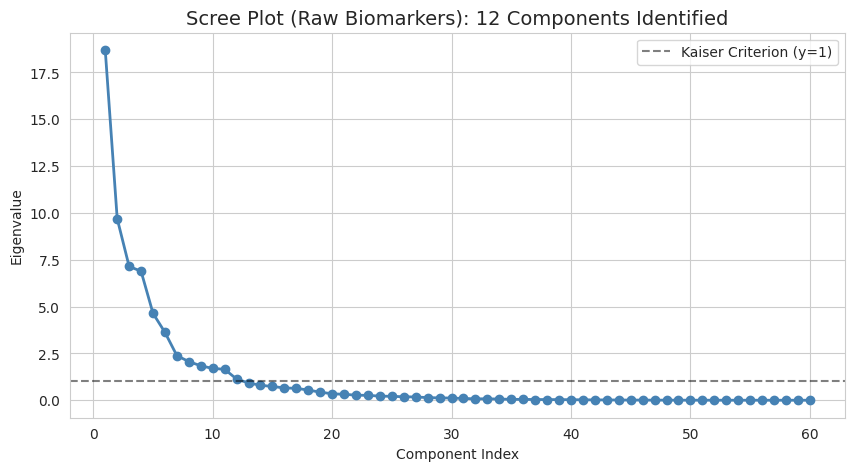 Scree Plot (Raw Biomarkers): 12 Components Identified
Kaiser Criterion (y=1)
Eigenvalue
17.5
15.0
12.5
10.0
7.5
5.0
2.5
0.0
0 10 20 30 40 50 60
Component Index